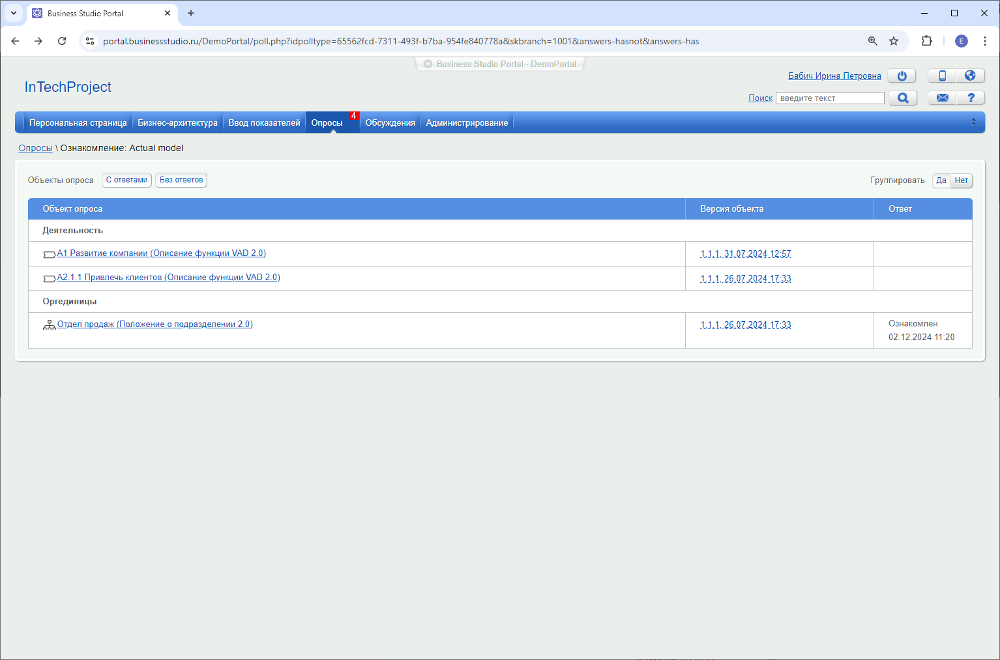 Business Studio Portal
portal.businessstudio.ru/DemoPortal/poll.php?idpolltype=65562fcd-7311-493f-b7ba-954fe840778a&skbranch=1001&answers-hasnot&answers-has
E
Business Studio Portal - DemoPortal
InTechProject
Бабич Ирина Петровна
Поиск введите текст
?
Персональная страница Бизнес-архитектура Ввод показателей Опросы 4 Обсуждения Администрирование
Опросы \ Ознакомление: Actual model
Объекты опроса С ответами Без ответов Группировать Да Нет
Объект опроса Версия объекта Ответ
Деятельность
A1 Развитие компании (Описание функции VAD 2.0) 1.1.1, 31.07.2024 12:57
A2.1.1 Привлечь клиентов (Описание функции VAD 2.0) 1.1.1, 26.07.2024 17:33
Оргединицы
Отдел продаж (Положение о подразделении 2.0) 1.1.1, 26.07.2024 17:33 Ознакомлен
02.12.2024 11:20